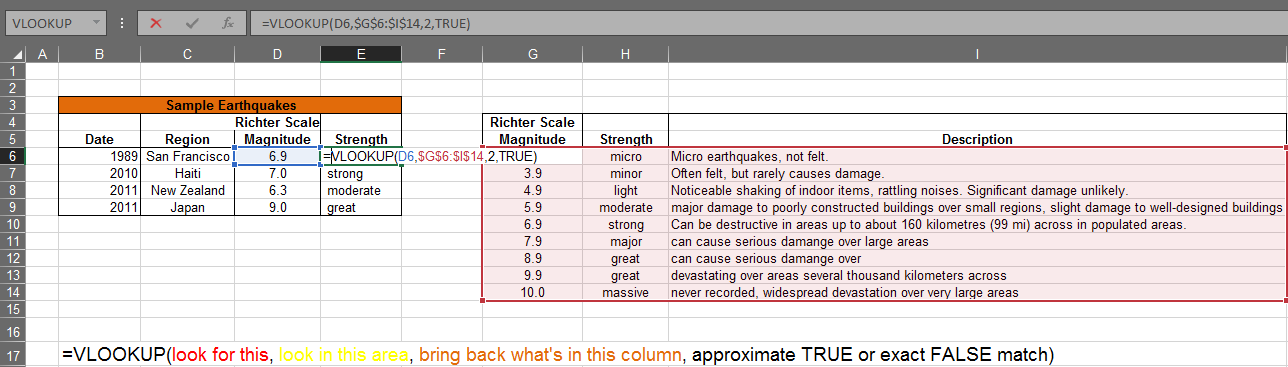 VLOOKUP fx =VLOOKUP(D6,$G$6:$I$14,2,TRUE)
A B C D E F G H I
1
2
3 Sample Earthquakes
4 Richter Scale Richter Scale
5 Date Region Magnitude Strength Magnitude Strength Description
6 1989 San Francisco 6.9 =VLOOKUP(D6,$G$6:$I$14,2,TRUE) micro Micro earthquakes, not felt.
7 2010 Haiti 7.0 strong 3.9 minor Often felt, but rarely causes damage.
8 2011 New Zealand 6.3 moderate 4.9 light Noticeable shaking of indoor items, rattling noises. Significant damage unlikely.
9 2011 Japan 9.0 great 5.9 moderate major damage to poorly constructed buildings over small regions, slight damage to well-designed buildings
10 6.9 strong Can be destructive in areas up to about 160 kilometres (99 mi) across in populated areas.
11 7.9 major can cause serious damange over large areas
12 8.9 great can cause serious damange over
13 9.9 great devastating over areas several thousand kilometers across
14 10.0 massive never recorded, widespread devastation over very large areas
15
16
17 =VLOOKUP(look for this, look in this area, bring back what's in this column, approximate TRUE or exact FALSE match)